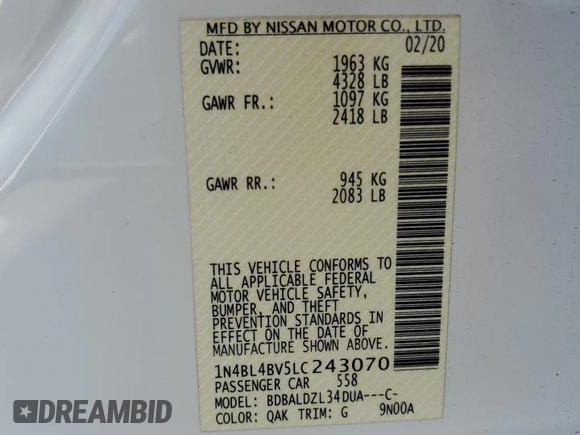 MFD BY NISSAN MOTOR CO., LTD.
DATE: 02/20
GVWR: 1963 KG
4328 LB
GAWR FR.: 1097 KG
2418 LB
GAWR RR.: 945 KG
2083 LB
THIS VEHICLE CONFORMS TO
ALL APPLICABLE FEDERAL
MOTOR VEHICLE SAFETY,
BUMPER, AND THEFT
PREVENTION STANDARDS IN
EFFECT ON THE DATE OF
MANUFACTURE SHOWN ABOVE.
1N4BL4BV5LC243070
PASSENGER CAR 558
MODEL: BDBALDZL34DUA---C-
COLOR: QAK TRIM: G 9N00A
DREAMBID